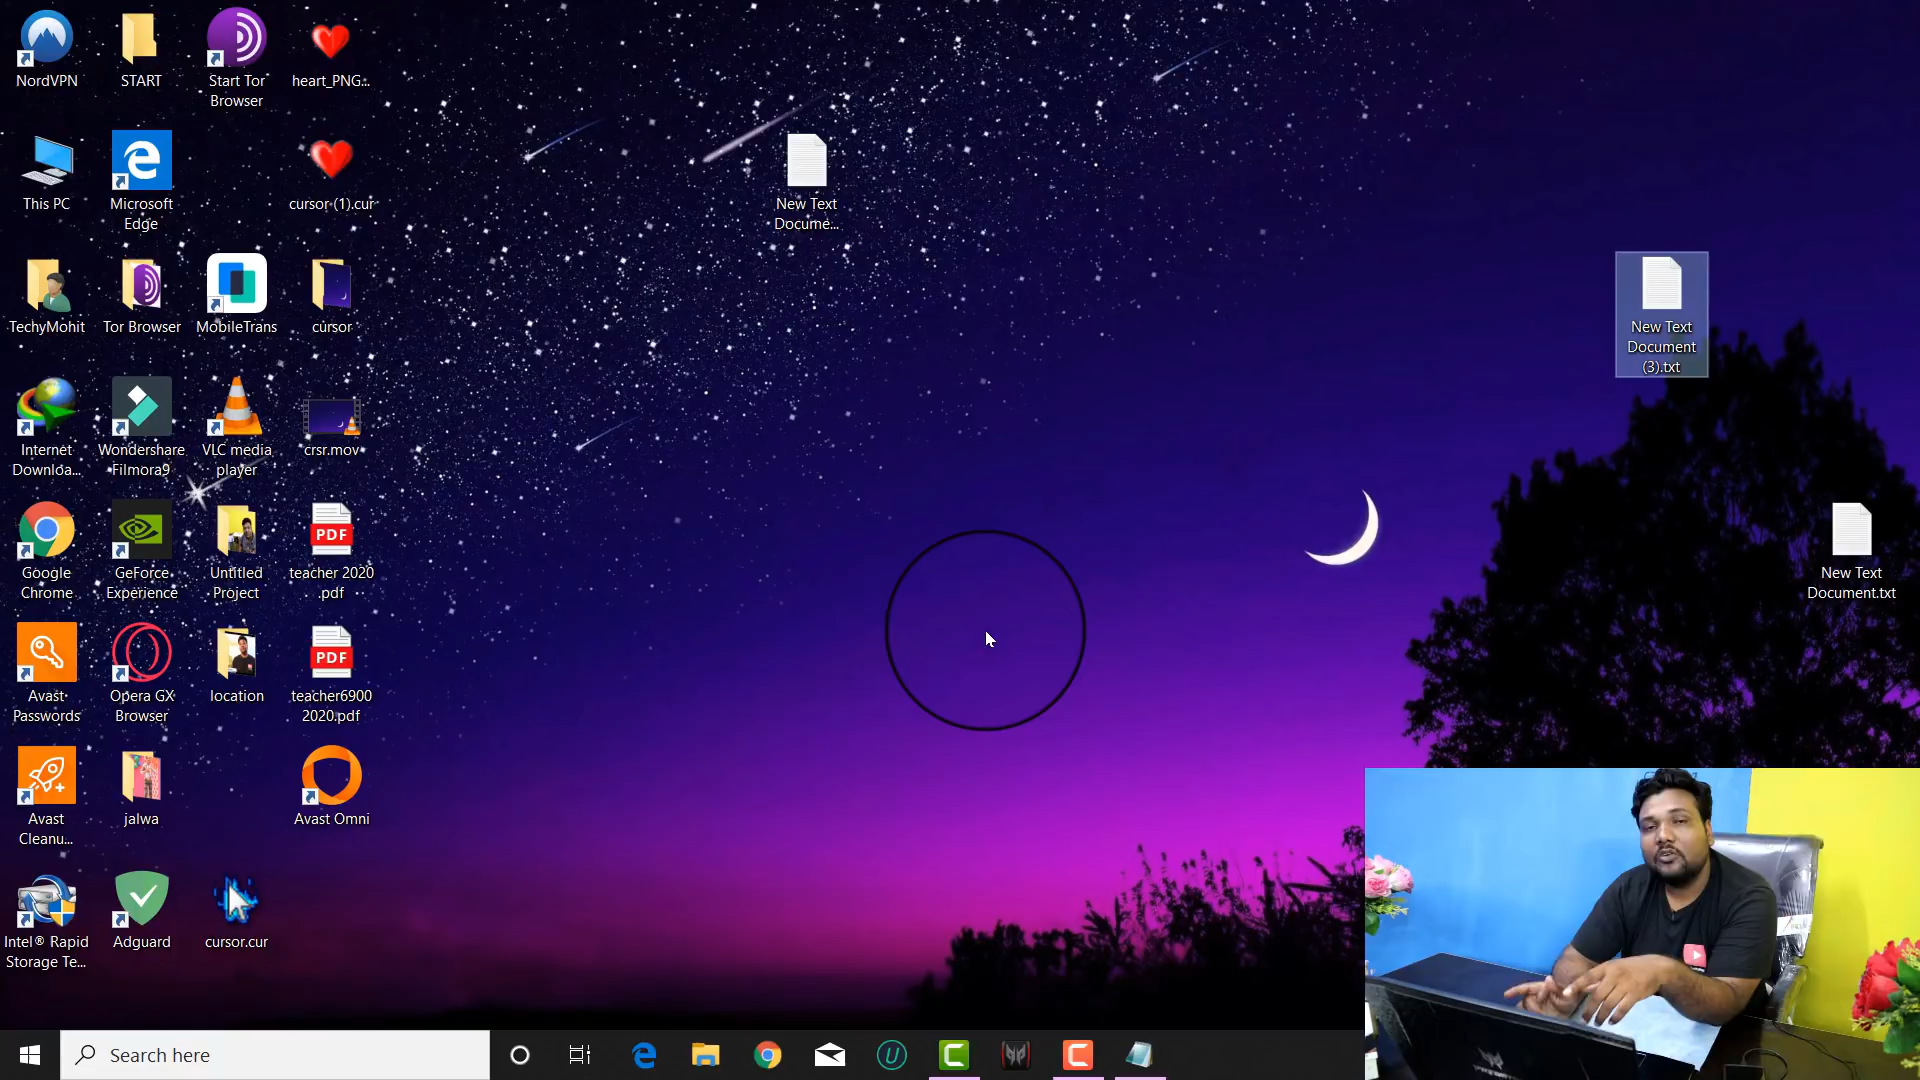 NordVPN
START
Start Tor
Browser
heart_PNG...
This PC
Microsoft
Edge
cursor (1).cur
New Text
Docume...
TechyMohit
Tor Browser
MobileTrans
cursor
New Text
Document
(3).txt
Internet
Downloa...
Wondershare
Filmora9
VLC media
player
crsr.mov
Google
Chrome
GeForce
Experience
Untitled
Project
PDF
teacher 2020
.pdf
New Text
Document.txt
Avast
Passwords
Opera GX
Browser
location
PDF
teacher6900
2020.pdf
Avast
Cleanu...
jalwa
Avast Omni
Intel® Rapid
Storage Te...
Adguard
cursor.cur
Search here